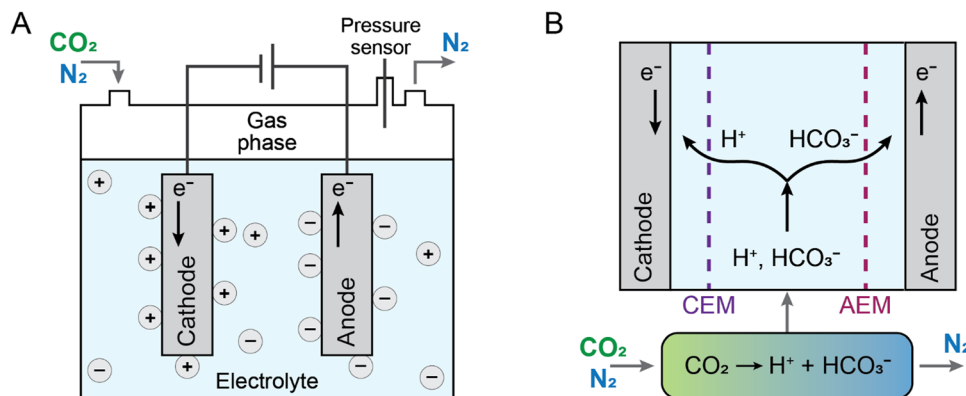 A
CO₂
N₂
Pressure
sensor
N₂
Gas
phase
+
+
+
+
+
+
+
+
+
e⁻
Cathode
−
−
−
−
−
−
−
−
e⁻
Anode
Electrolyte
B
e⁻
e⁻
H⁺
HCO₃⁻
H⁺, HCO₃⁻
Cathode
Anode
CEM
AEM
CO₂
N₂
CO₂ → H⁺ + HCO₃⁻
N₂